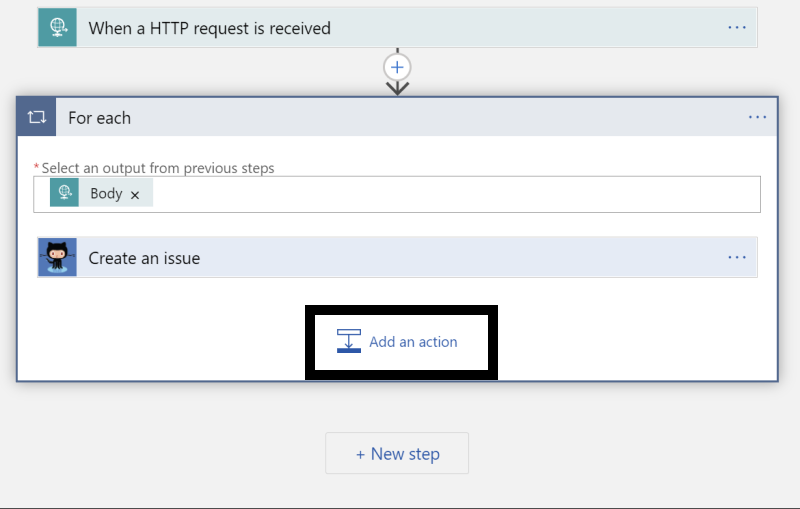 When a HTTP request is received
For each
* Select an output from previous steps
Body ×
Create an issue
Add an action
+ New step